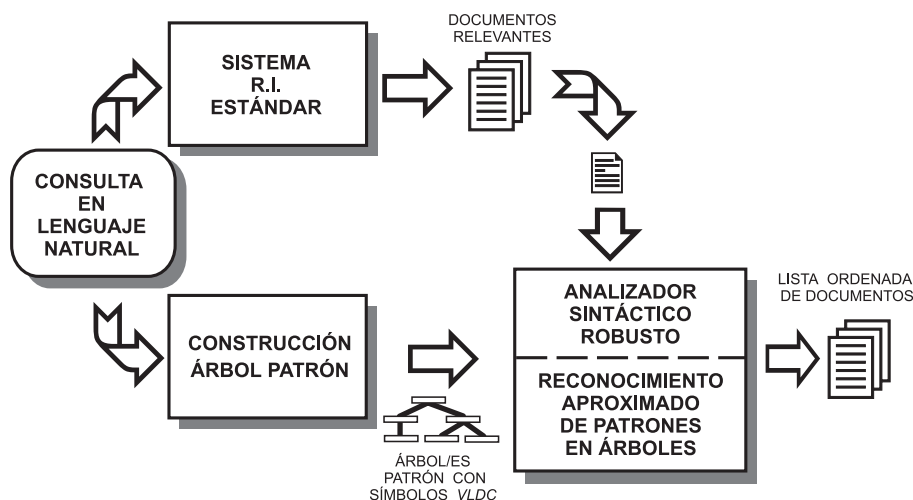 DOCUMENTOS
RELEVANTES
SISTEMA
R.I.
ESTÁNDAR
CONSULTA
EN
LENGUAJE
NATURAL
CONSTRUCCIÓN
ÁRBOL PATRÓN
ÁRBOL/ES
PATRÓN CON
SÍMBOLOS VLDC
ANALIZADOR
SINTÁCTICO
ROBUSTO
RECONOCIMIENTO
APROXIMADO
DE PATRONES
EN ÁRBOLES
LISTA ORDENADA
DE DOCUMENTOS